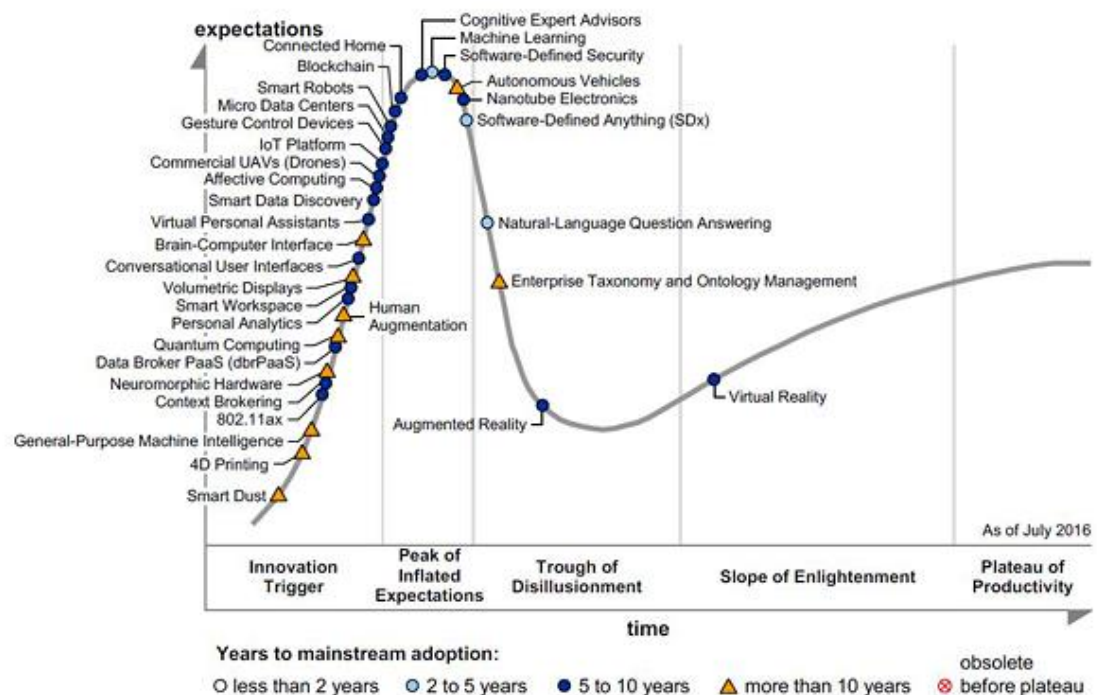 expectations
Connected Home
Blockchain
Smart Robots
Micro Data Centers
Gesture Control Devices
IoT Platform
Commercial UAVs (Drones)
Affective Computing
Smart Data Discovery
Virtual Personal Assistants
Brain-Computer Interface
Conversational User Interfaces
Volumetric Displays
Smart Workspace
Personal Analytics
Quantum Computing
Data Broker PaaS (dbrPaaS)
Neuromorphic Hardware
Context Brokering
802.11ax
General-Purpose Machine Intelligence
4D Printing
Smart Dust
Human
Augmentation
Cognitive Expert Advisors
Machine Learning
Software-Defined Security
Autonomous Vehicles
Nanotube Electronics
Software-Defined Anything (SDx)
Natural-Language Question Answering
Enterprise Taxonomy and Ontology Management
Augmented Reality
Virtual Reality
As of July 2016
Innovation
Trigger
Peak of
Inflated
Expectations
Trough of
Disillusionment
Slope of Enlightenment
Plateau of
Productivity
time
Years to mainstream adoption:
less than 2 years
2 to 5 years
5 to 10 years
more than 10 years
obsolete
before plateau